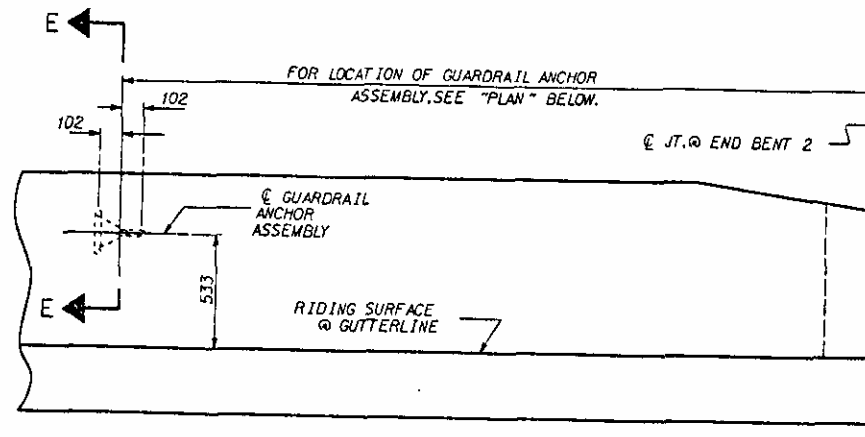 E
FOR LOCATION OF GUARDRAIL ANCHOR
ASSEMBLY.SEE "PLAN" BELOW.
102
102
℄ JT.@ END BENT 2
℄ GUARDRAIL
ANCHOR
ASSEMBLY
533
E
RIDING SURFACE
@ GUTTERLINE